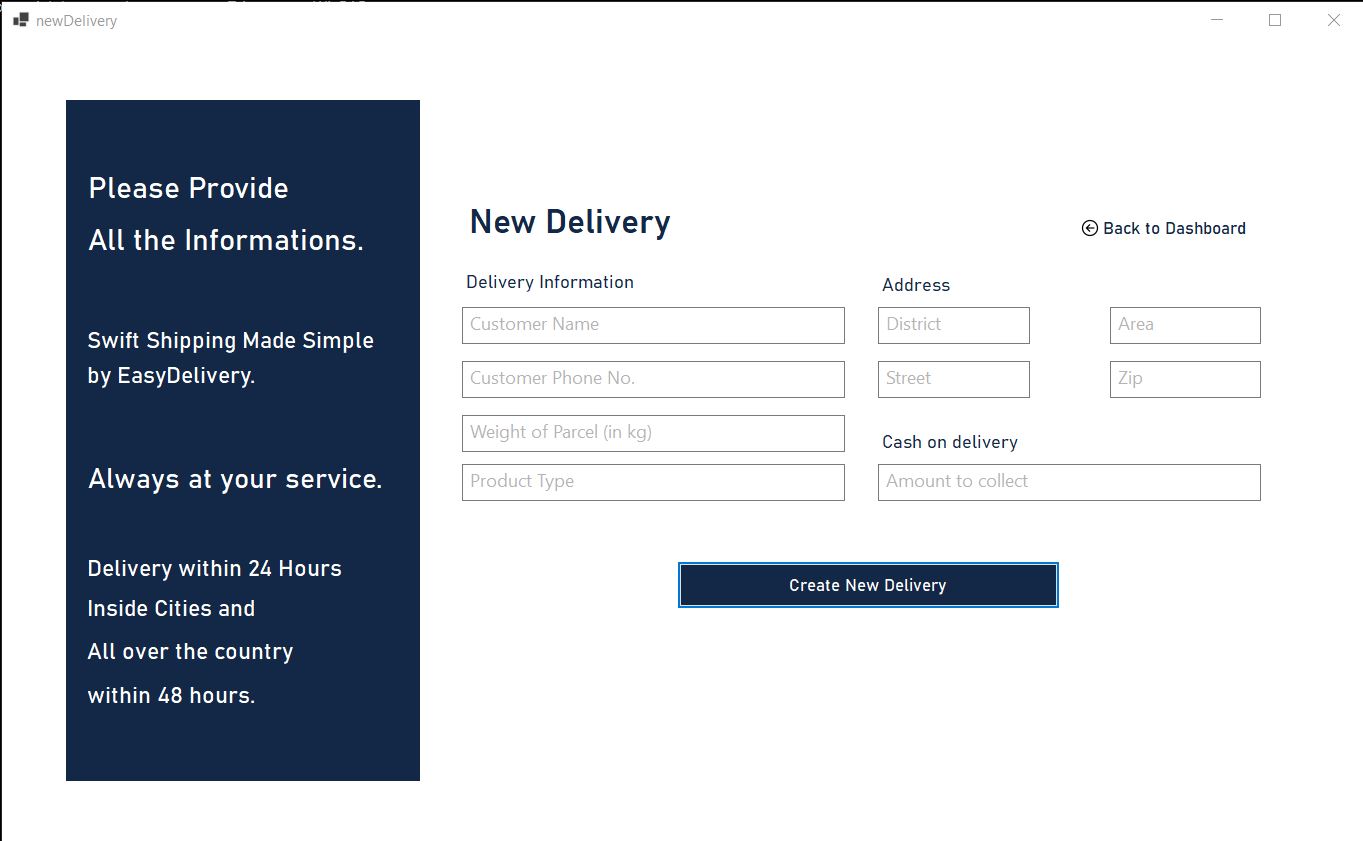 newDelivery
Please Provide
All the Informations.
Swift Shipping Made Simple
by EasyDelivery.
Always at your service.
Delivery within 24 Hours
Inside Cities and
All over the country
within 48 hours.
New Delivery
Back to Dashboard
Delivery Information
Customer Name
Customer Phone No.
Weight of Parcel (in kg)
Product Type
Address
District
Area
Street
Zip
Cash on delivery
Amount to collect
Create New Delivery